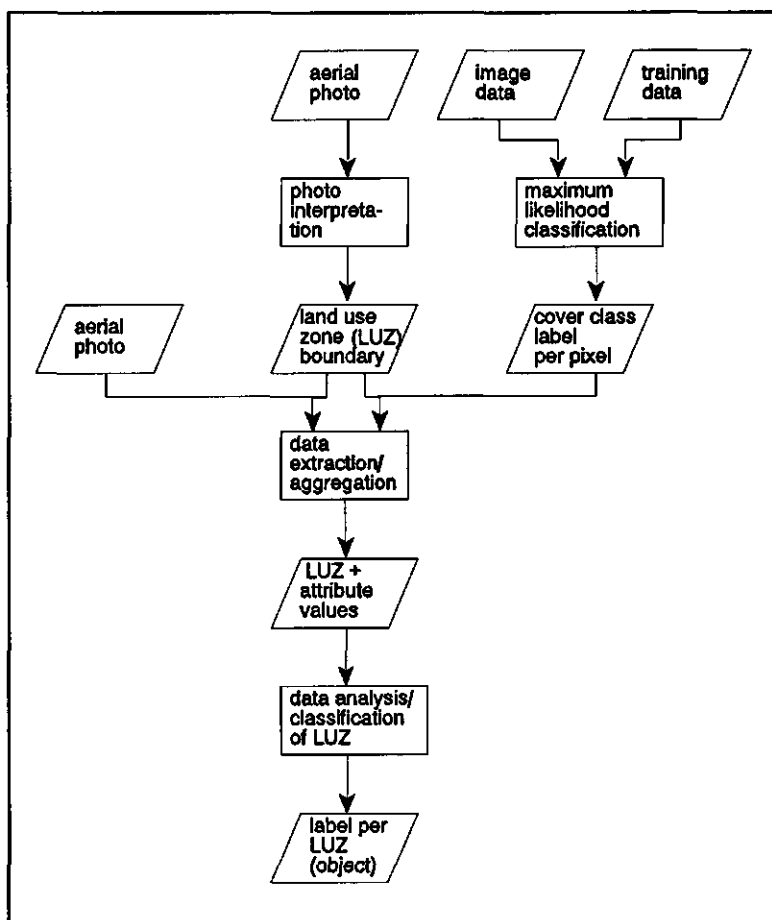 aerial
photo
image
data
training
data
photo
interpreta-
tion
maximum
likelihood
classification
aerial
photo
land use
zone (LUZ)
boundary
cover class
label
per pixel
data
extraction/
aggregation
LUZ +
attribute
values
data analysis/
classification
of LUZ
label per
LUZ
(object)